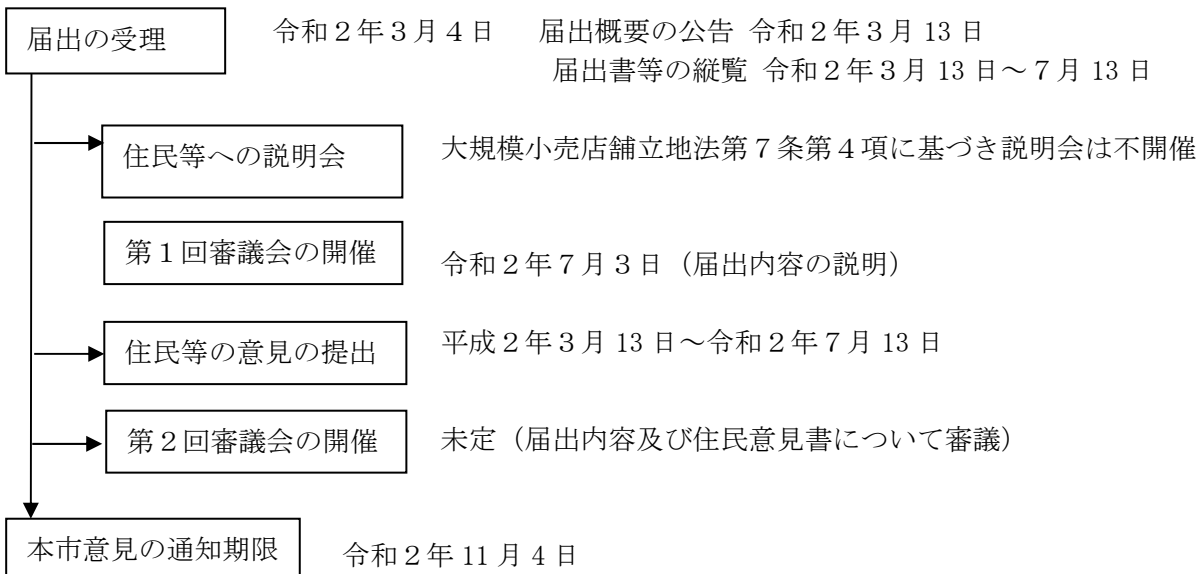 届出の受理 令和２年３月４日 届出概要の公告 令和２年３月 13 日
届出書等の縦覧 令和２年３月 13 日～７月 13 日
住民等への説明会 大規模小売店舗立地法第７条第４項に基づき説明会は不開催
第１回審議会の開催 令和２年７月３日（届出内容の説明）
住民等の意見の提出 平成２年３月 13 日～令和２年７月 13 日
第２回審議会の開催 未定（届出内容及び住民意見書について審議）
本市意見の通知期限 令和２年 11 月４日